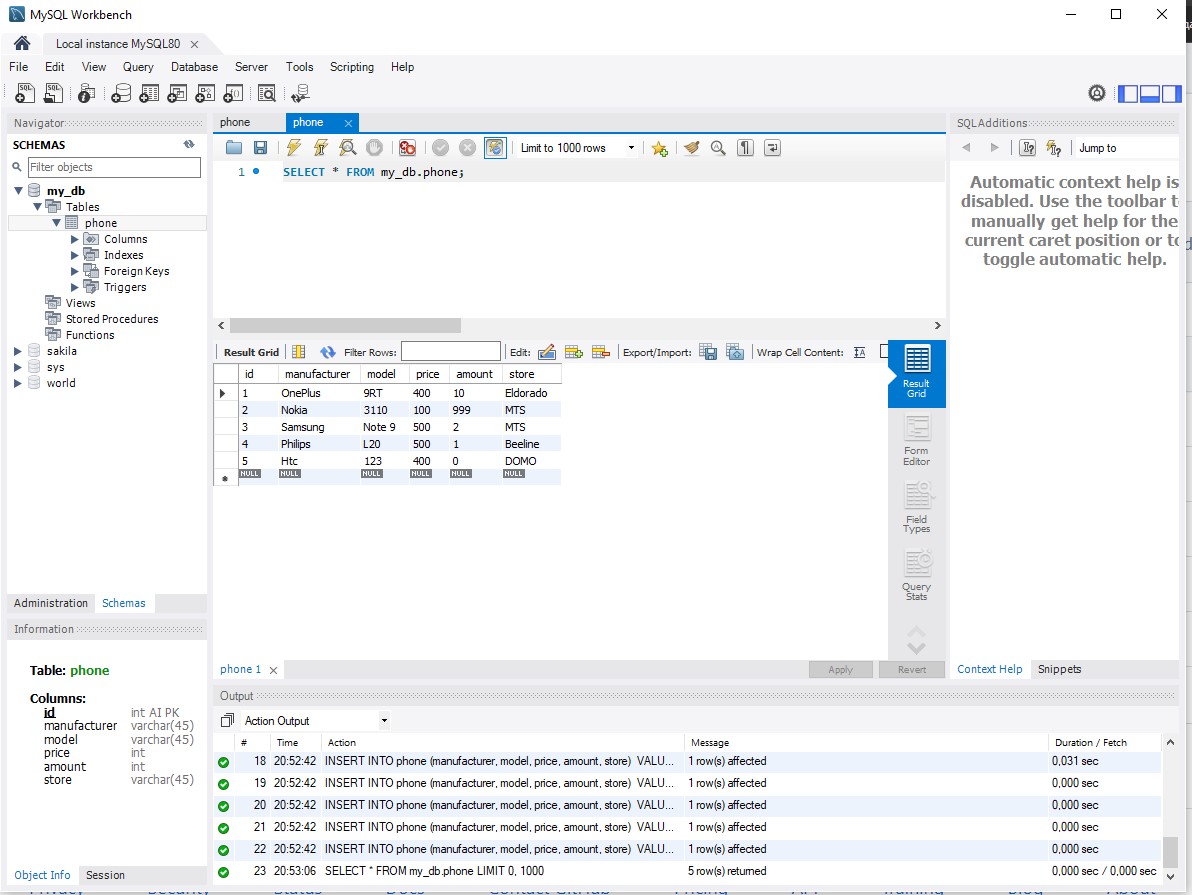 MySQL Workbench
Local instance MySQL80
File Edit View Query Database Server Tools Scripting Help
Navigator
SCHEMAS
Filter objects
my_db
Tables
phone
Columns
Indexes
Foreign Keys
Triggers
Views
Stored Procedures
Functions
sakila
sys
world
Administration Schemas
Information
Table: phone
Columns:
id int AI PK
manufacturer varchar(45)
model varchar(45)
price int
amount int
store varchar(45)
Object Info Session
phone phone
Limit to 1000 rows
1 SELECT * FROM my_db.phone;
Result Grid Filter Rows: Edit: Export/Import: Wrap Cell Content:
id manufacturer model price amount store
1 OnePlus 9RT 400 10 Eldorado
2 Nokia 3110 100 999 MTS
3 Samsung Note 9 500 2 MTS
4 Philips L20 500 1 Beeline
5 Htc 123 400 0 DOMO
NULL NULL NULL NULL NULL NULL
Result
Grid
Form
Editor
Field
Types
Query
Stats
phone 1 Apply Revert
SQLAdditions
Jump to
Automatic context help is
disabled. Use the toolbar t
manually get help for the
current caret position or to
toggle automatic help.
Context Help Snippets
Output
Action Output
# Time Action Message Duration / Fetch
18 20:52:42 INSERT INTO phone (manufacturer, model, price, amount, store) VALU... 1 row(s) affected 0,031 sec
19 20:52:42 INSERT INTO phone (manufacturer, model, price, amount, store) VALU... 1 row(s) affected 0,000 sec
20 20:52:42 INSERT INTO phone (manufacturer, model, price, amount, store) VALU... 1 row(s) affected 0,000 sec
21 20:52:42 INSERT INTO phone (manufacturer, model, price, amount, store) VALU... 1 row(s) affected 0,000 sec
22 20:52:42 INSERT INTO phone (manufacturer, model, price, amount, store) VALU... 1 row(s) affected 0,000 sec
23 20:53:06 SELECT * FROM my_db.phone LIMIT 0, 1000 5 row(s) returned 0,000 sec / 0,000 sec